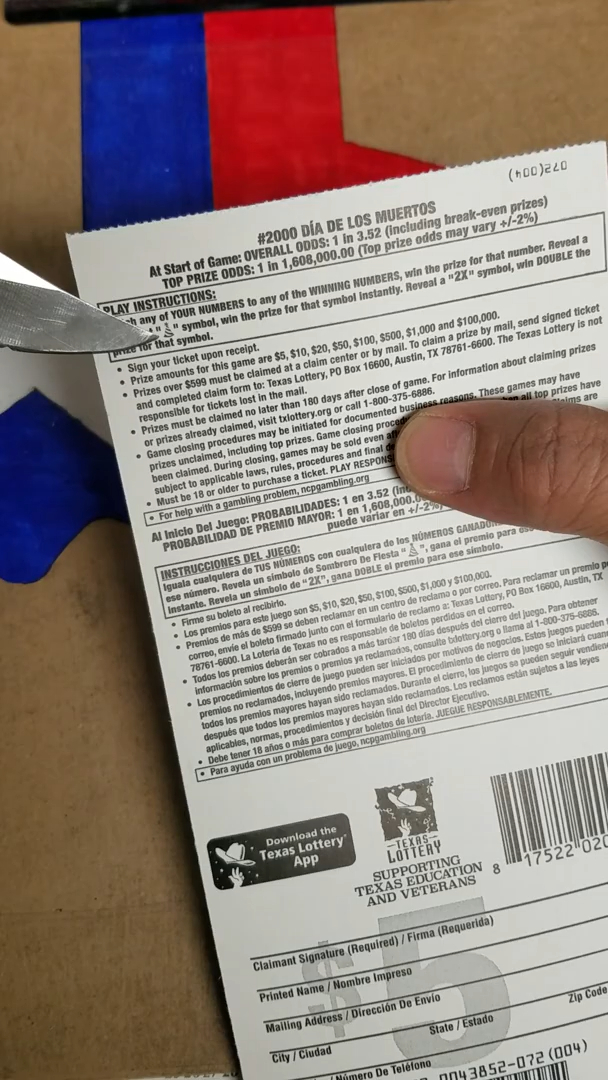 072(004)
#2000 DÍA DE LOS MUERTOS
At Start of Game: OVERALL ODDS: 1 in 3.52 (including break-even prizes)
TOP PRIZE ODDS: 1 in 1,608,000.00 (Top prize odds may vary +/-2%)
PLAY INSTRUCTIONS:
any of YOUR NUMBERS to any of the WINNING NUMBERS, win the prize for that number. Reveal a
" " symbol, win the prize for that symbol instantly. Reveal a "2X" symbol, win DOUBLE the
prize for that symbol.
• Sign your ticket upon receipt.
• Prize amounts for this game are $5, $10, $20, $50, $100, $500, $1,000 and $100,000.
• Prizes over $599 must be claimed at a claim center or by mail. To claim a prize by mail, send signed ticket
and completed claim form to: Texas Lottery, PO Box 16600, Austin, TX 78761-6600. The Texas Lottery is not
responsible for tickets lost in the mail.
• Prizes must be claimed no later than 180 days after close of game. For information about claiming prizes
or prizes already claimed, visit txlottery.org or call 1-800-375-6886.
• Game closing procedures may be initiated for documented business reasons. These games may have
prizes unclaimed, including top prizes. Game closing all top prizes have
been claimed. During closing, games may be sold even are
subject to applicable laws, rules, procedures and final
• Must be 18 or older to purchase a ticket. PLAY
• For help with a gambling problem, ncpgambling.org
Al Inicio Del Juego: PROBABILIDADES: 1 en 3.52
PROBABILIDAD DE PREMIO MAYOR: 1 en 1,608,000.
puede variar en +/-2%)
INSTRUCCIONES DEL JUEGO:
Iguala cualquiera de TUS NÚMEROS con cualquiera de los NÚMEROS gana el premio para
ese número. Revela un símbolo de Sombrero De Fiesta " ", gana el premio para
instante. Revela un símbolo de "2X", gana DOBLE el premio para ese símbolo.
• Firme su boleto al recibirlo.
• Los premios para este juego son $5, $10, $20, $50, $100, $500, $1,000 y $100,000.
• Premios de más de $599 se deben reclamar en un centro de reclamo o por correo. Para reclamar un premio
correo, envíe el boleto firmado junto con el formulario de reclamo a: Texas Lottery, PO Box 16600, Austin, TX
78761-6600. La Lotería de Texas no es responsable de boletos perdidos en el correo.
• Todos los premios deberán ser cobrados a más tardar 180 días después del cierre del juego. Para obtener
información sobre los premios o premios ya reclamados, consulte txlottery.org o llame al 1-800-375-6886.
• Los procedimientos de cierre de juego pueden ser iniciados por motivos de negocios. Estos juegos pueden
premios no reclamados, incluyendo premios mayores. El procedimiento de cierre de juego se iniciará
después que todos los premios mayores hayan sido reclamados. Durante el cierre, los juegos se pueden seguir
aplicables, normas, procedimientos y decisión final del Director Ejecutivo.
• Debe tener 18 años o más para comprar boletos de lotería. JUEGUE RESPONSABLEMENTE.
• Para ayuda con un problema de juego, ncpgambling.org
Download the
Texas Lottery
App
TEXAS
LOTTERY
SUPPORTING
TEXAS EDUCATION
AND VETERANS
8 17522 02
$5
Claimant Signature (Required) / Firma (Requerida)
Printed Name / Nombre Impreso
Mailing Address / Dirección De Envío
City / Ciudad State / Estado Zip Code
/Número De Teléfono
0043852-072 (004)